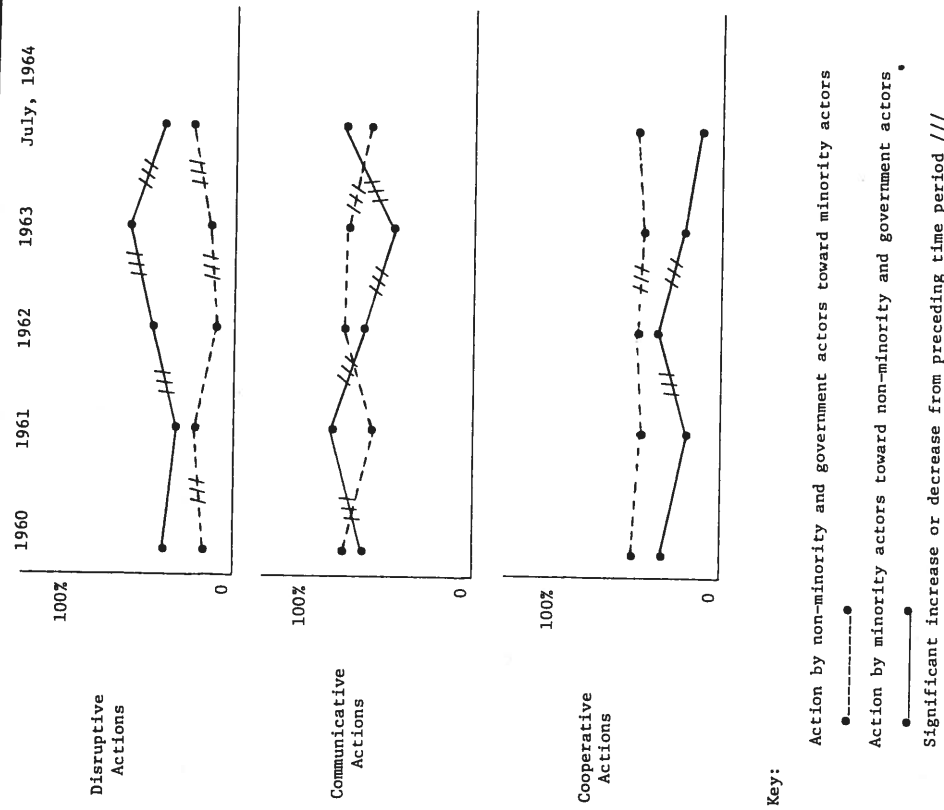 1960 1961 1962 1963 July, 1964
100%
Disruptive
Actions
0
100%
Communicative
Actions
0
100%
Cooperative
Actions
0
Key:
Action by non-minority and government actors toward minority actors
Action by minority actors toward non-minority and government actors
Significant increase or decrease from preceding time period ///